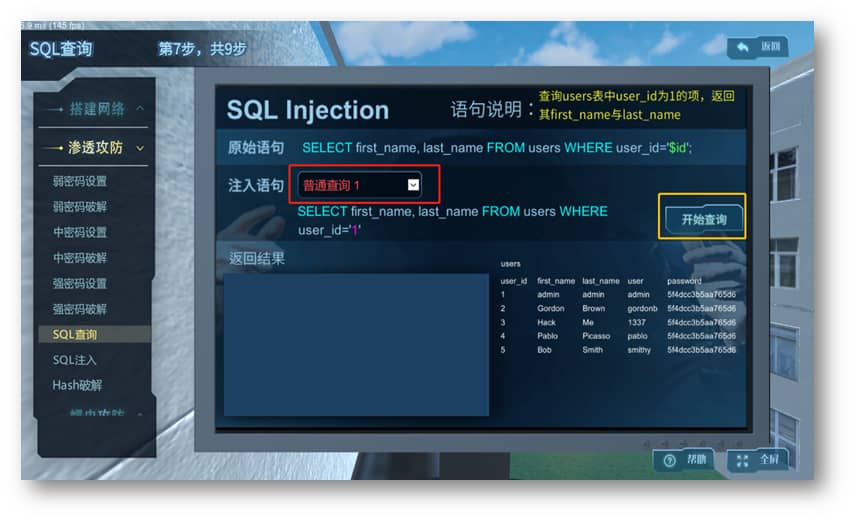 (145 fps)
SQL查询 第7步，共9步 返回
搭建网络
渗透攻防
弱密码设置
弱密码破解
中密码设置
中密码破解
强密码设置
强密码破解
SQL查询
SQL注入
Hash破解
SQL Injection
语句说明：
查询users表中user_id为1的项，返回
其first_name与last_name
原始语句 SELECT first_name, last_name FROM users WHERE user_id='$id';
注入语句 普通查询 1
SELECT first_name, last_name FROM users WHERE
user_id='1'
开始查询
返回结果
users
user_id first_name last_name user password
1 admin admin admin 5f4dcc3b5aa765d6
2 Gordon Brown gordonb 5f4dcc3b5aa765d6
3 Hack Me 1337 5f4dcc3b5aa765d6
4 Pablo Picasso pablo 5f4dcc3b5aa765d6
5 Bob Smith smithy 5f4dcc3b5aa765d6
帮助 全屏